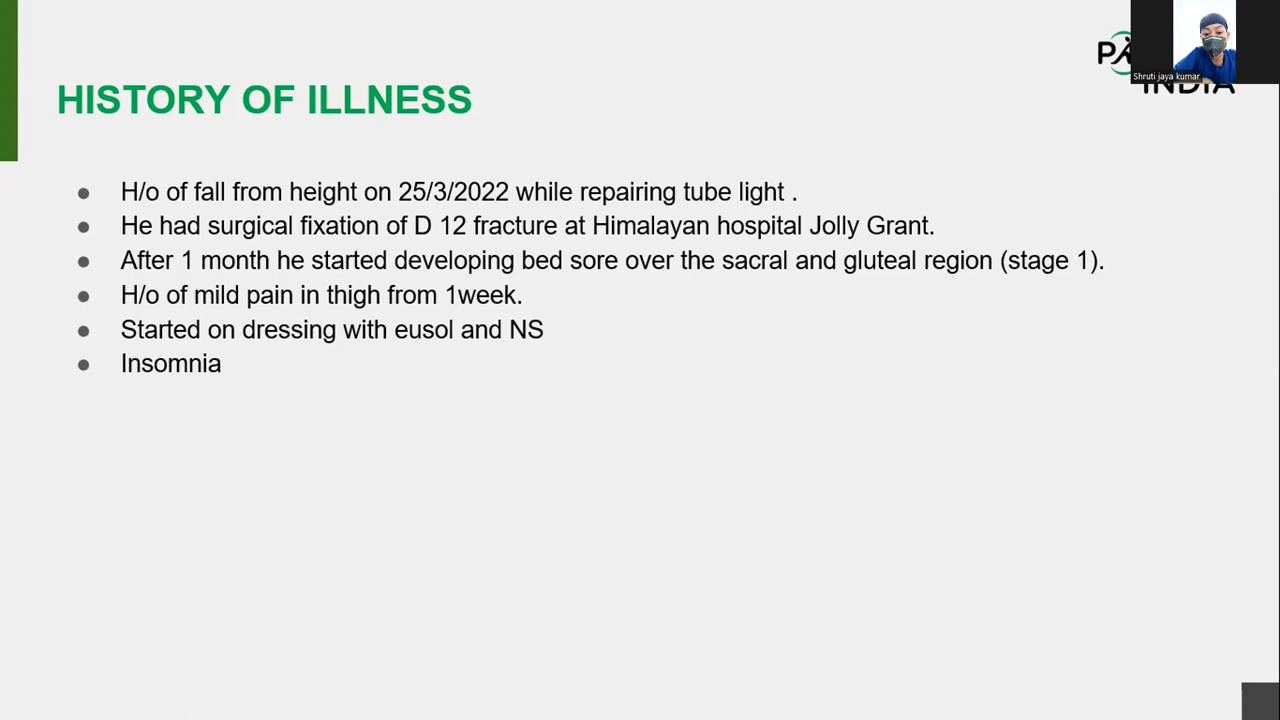 HISTORY OF ILLNESS
H/o of fall from height on 25/3/2022 while repairing tube light .
He had surgical fixation of D 12 fracture at Himalayan hospital Jolly Grant.
After 1 month he started developing bed sore over the sacral and gluteal region (stage 1).
H/o of mild pain in thigh from 1week.
Started on dressing with eusol and NS
Insomnia
Shruti jaya kumar
INDIA